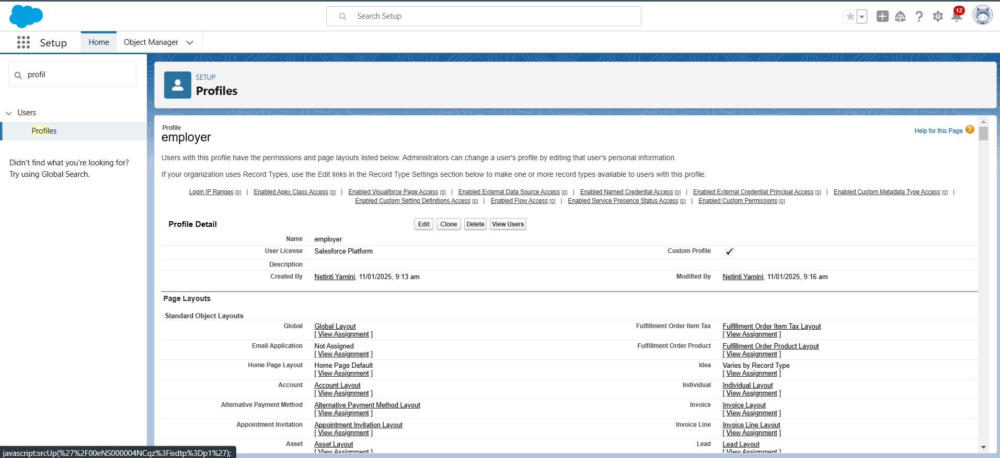 Search Setup
12
Setup
Home
Object Manager
profil
Users
Profiles
Didn't find what you're looking for?
Try using Global Search.
SETUP
Profiles
Profile
employer
Help for this Page ?
Users with this profile have the permissions and page layouts listed below. Administrators can change a user's profile by editing that user's personal information.
If your organization uses Record Types, use the Edit links in the Record Type Settings section below to make one or more record types available to users with this profile.
Login IP Ranges [0] | Enabled Apex Class Access [0] | Enabled Visualforce Page Access [0] | Enabled External Data Source Access [0] | Enabled Named Credential Access [0] | Enabled External Credential Principal Access [0] | Enabled Custom Metadata Type Access [0] |
Enabled Custom Setting Definitions Access [0] | Enabled Flow Access [0] | Enabled Service Presence Status Access [0] | Enabled Custom Permissions [0]
Profile Detail Edit Clone Delete View Users
Name employer
User License Salesforce Platform Custom Profile
Description
Created By Netinti Yamini, 11/01/2025, 9:13 am Modified By Netinti Yamini, 11/01/2025, 9:16 am
Page Layouts
Standard Object Layouts
Global Global Layout Fulfillment Order Item Tax Fulfillment Order Item Tax Layout
[ View Assignment ] [ View Assignment ]
Email Application Not Assigned Fulfillment Order Product Fulfillment Order Product Layout
[ View Assignment ] [ View Assignment ]
Home Page Layout Home Page Default Idea Varies by Record Type
[ View Assignment ] [ View Assignment ]
Account Account Layout Individual Individual Layout
[ View Assignment ] [ View Assignment ]
Alternative Payment Method Alternative Payment Method Layout Invoice Invoice Layout
[ View Assignment ] [ View Assignment ]
Appointment Invitation Appointment Invitation Layout Invoice Line Invoice Line Layout
[ View Assignment ] [ View Assignment ]
Asset Asset Layout Lead Lead Layout
[ View Assignment ] [ View Assignment ]
javascript:srcUp(%27%2F00eNS000004NCqz%3Fisdtp%3Dp1%27);